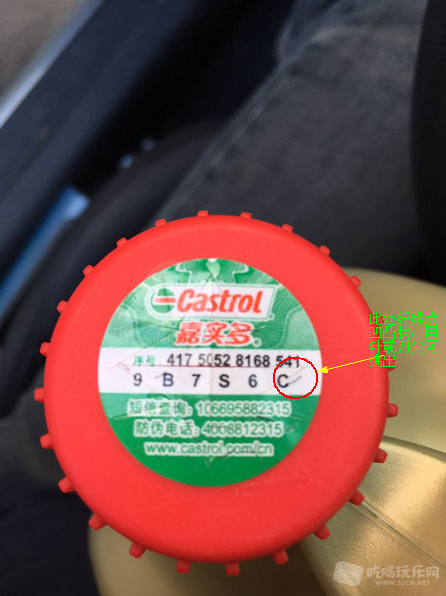 Castrol
嘉实多
序号 417 5052 8168 541
9 B 7 S 6 C
短信查询:106695882315
防伪电话:4008812315
www.castrol.com/cn
吃喝玩乐网
WWW.SZCN.NET